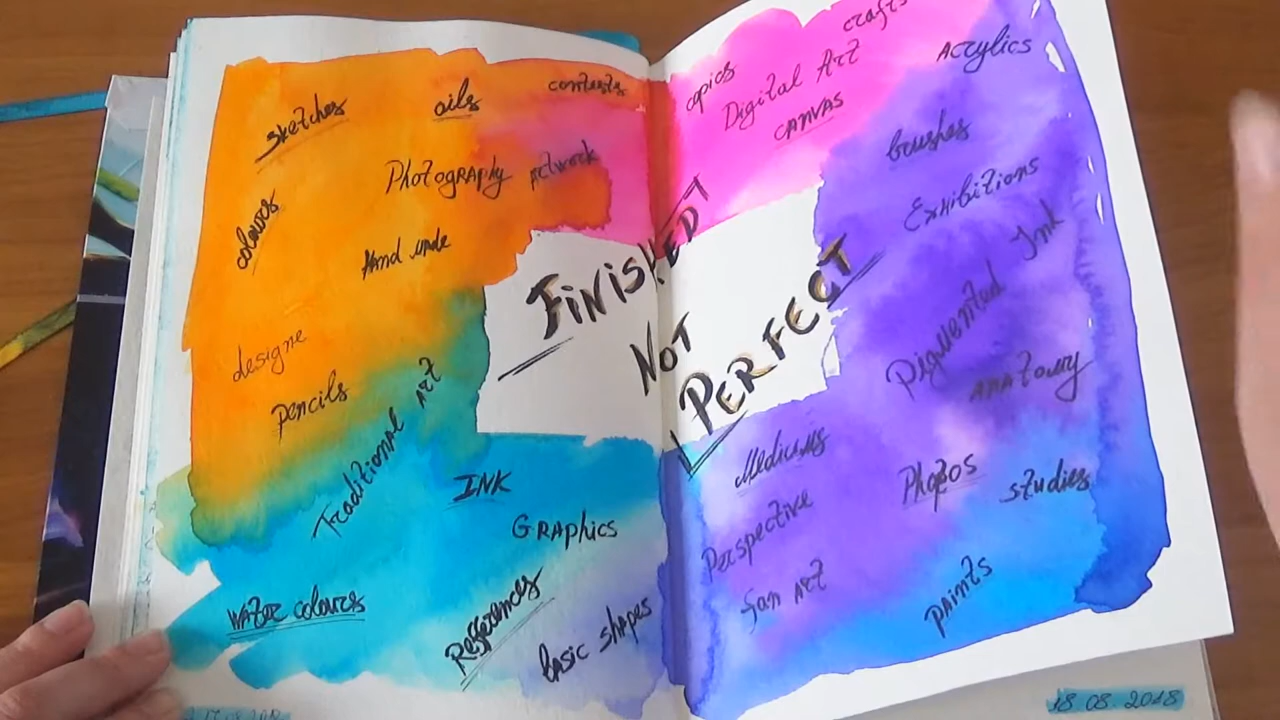 sketches
oils
contests
Photography
artwork
colours
Hand made
designe
pencils
Traditional Art
INK
Graphics
Water colours
Refferences
basic shapes
FiNiSHED
NOT
PERFECT
crafts
copics
Digital Art
CANVAS
Acrylics
brushes
Exhibitions
Pigmented Ink
Anatomy
Mediums
Photos
studies
Perspective
fan Art
paints
18.08.2018